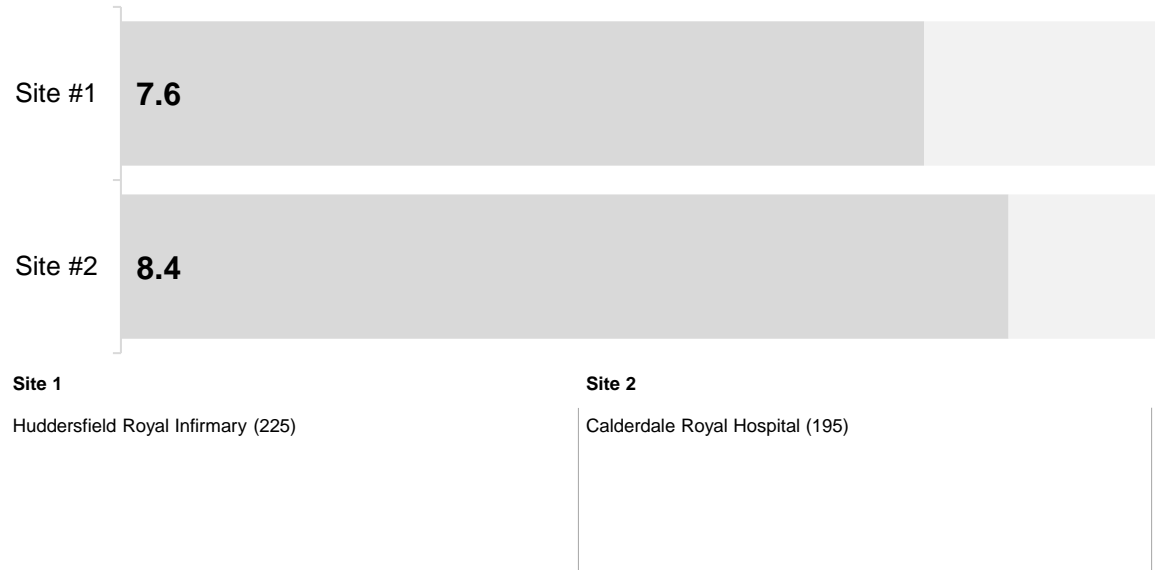 Site #1
7.6
Site #2
8.4
Site 1
Huddersfield Royal Infirmary (225)
Site 2
Calderdale Royal Hospital (195)